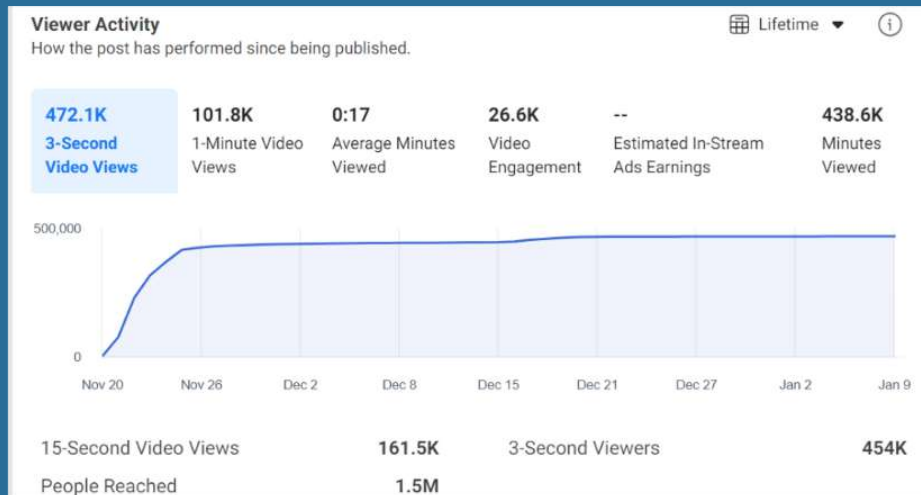 Viewer Activity
Lifetime
How the post has performed since being published.
472.1K
3-Second
Video Views
101.8K
1-Minute Video
Views
0:17
Average Minutes
Viewed
26.6K
Video
Engagement
--
Estimated In-Stream
Ads Earnings
438.6K
Minutes
Viewed
500,000
0
Nov 20 Nov 26 Dec 2 Dec 8 Dec 15 Dec 21 Dec 27 Jan 2 Jan 9
15-Second Video Views 161.5K 3-Second Viewers 454K
People Reached 1.5M